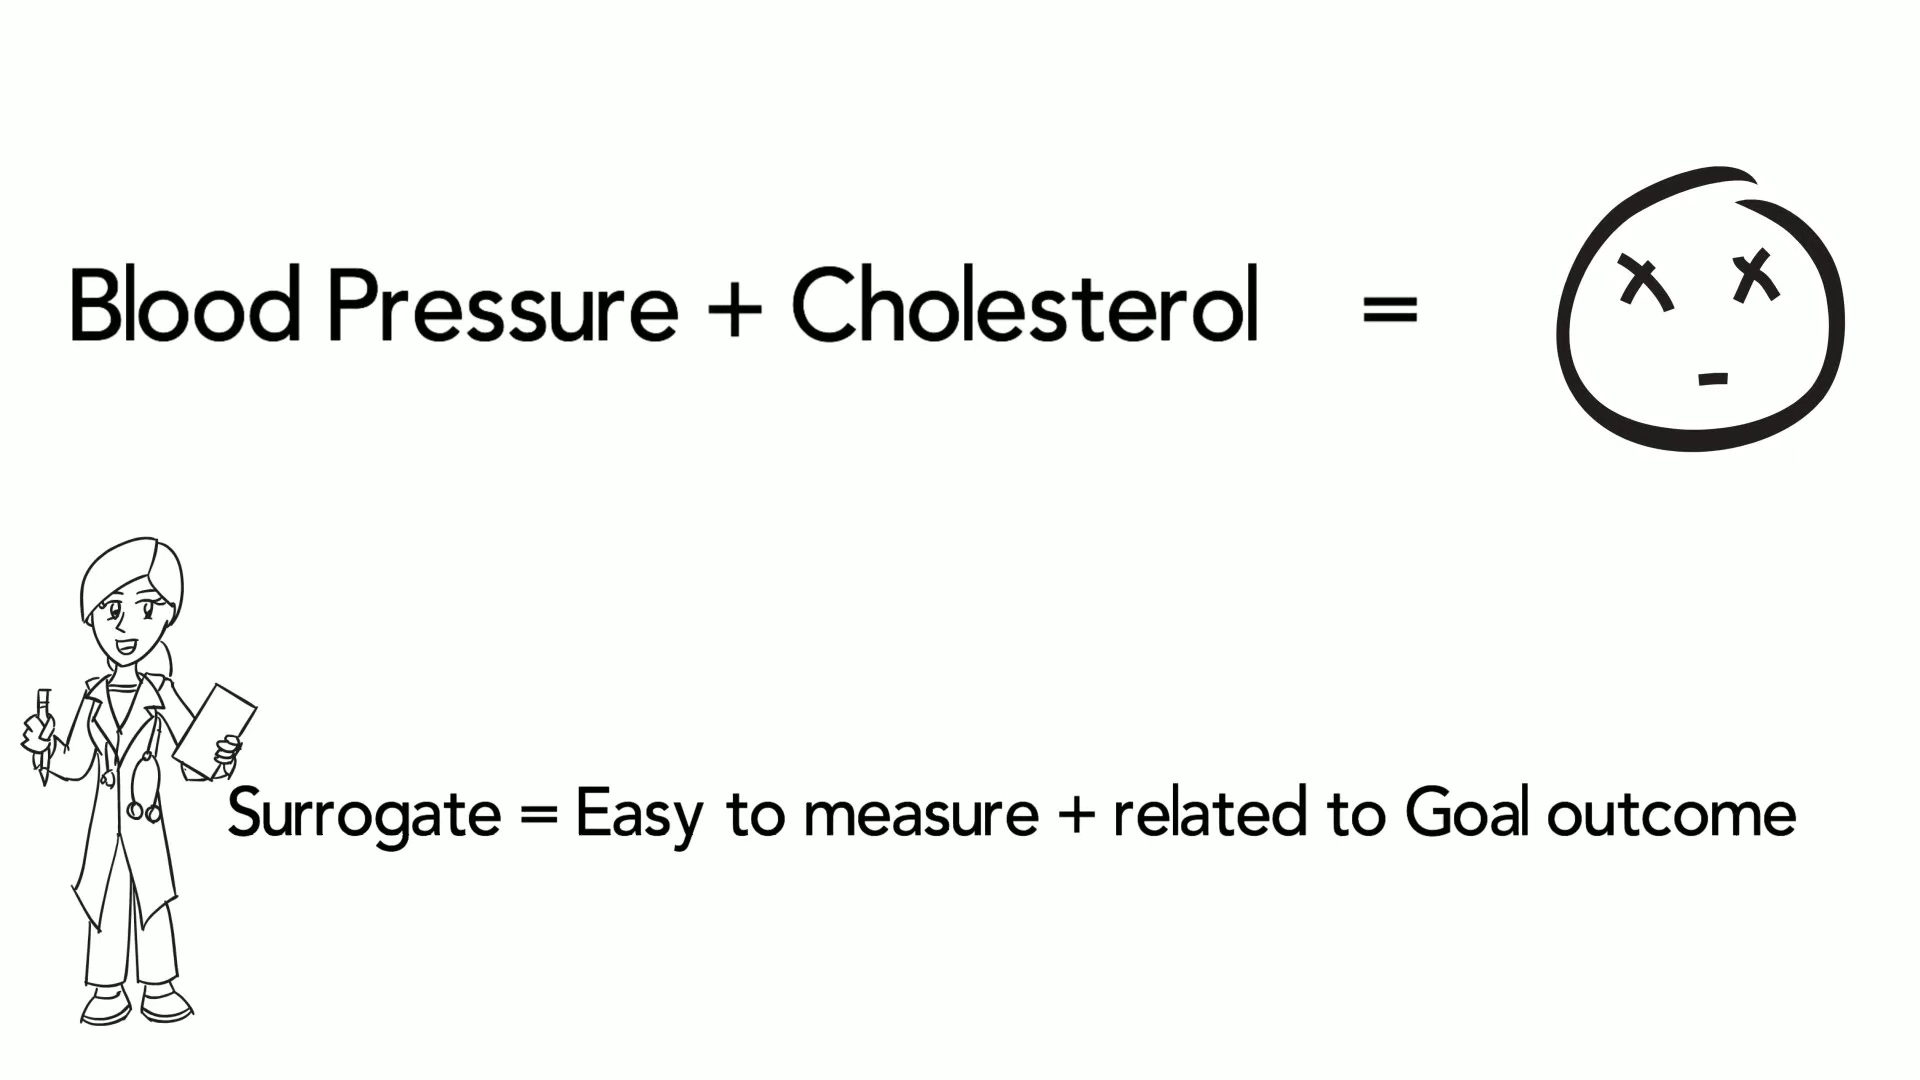 Blood Pressure + Cholesterol =
Surrogate = Easy to measure + related to Goal outcome